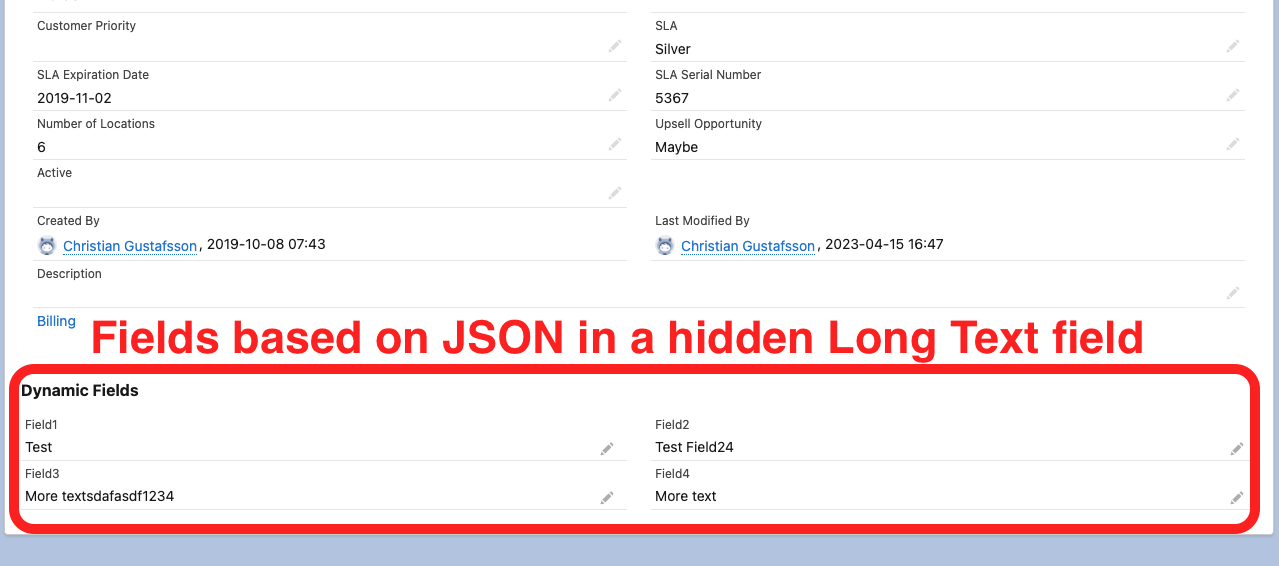 Customer Priority
SLA
Silver
SLA Expiration Date
2019-11-02
SLA Serial Number
5367
Number of Locations
6
Upsell Opportunity
Maybe
Active
Created By
Christian Gustafsson, 2019-10-08 07:43
Last Modified By
Christian Gustafsson, 2023-04-15 16:47
Description
Billing
Fields based on JSON in a hidden Long Text field
Dynamic Fields
Field1
Test
Field2
Test Field24
Field3
More textsdafasdf1234
Field4
More text